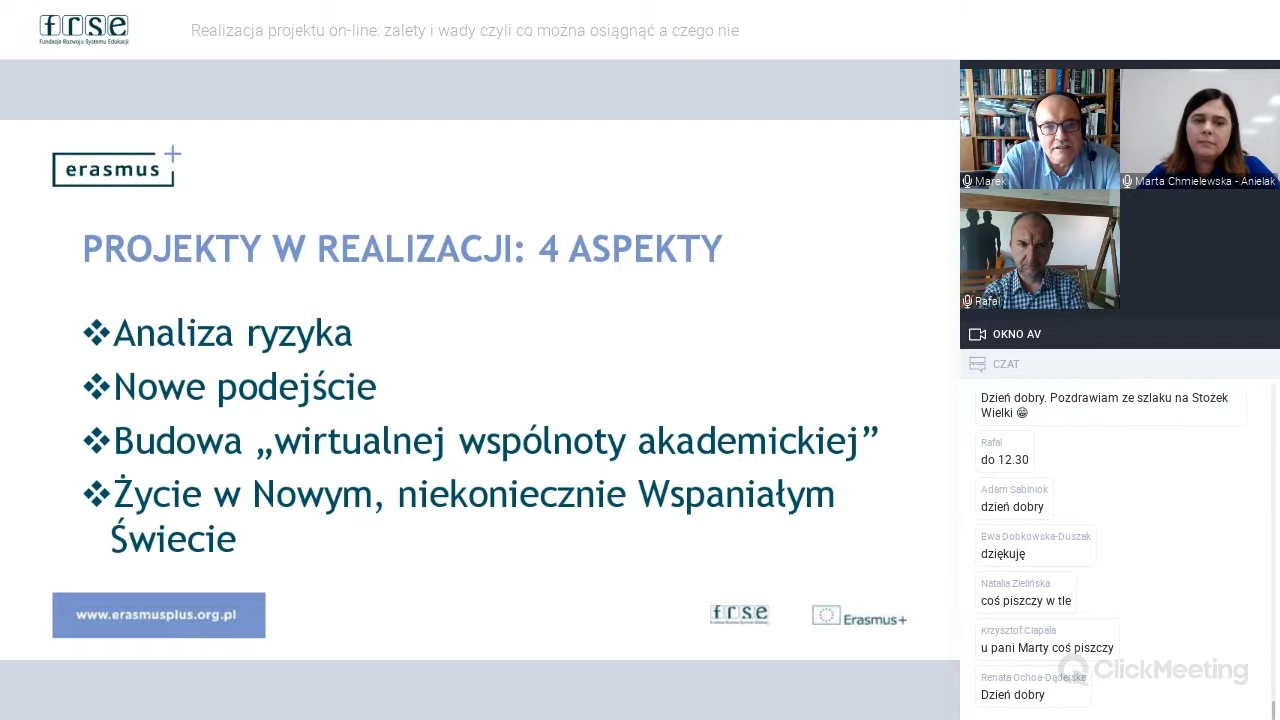 frse
Fundacja Rozwoju Systemu Edukacji
Realizacja projektu on-line: zalety i wady czyli co można osiągnąć a czego nie
erasmus+
PROJEKTY W REALIZACJI: 4 ASPEKTY
❖Analiza ryzyka
❖Nowe podejście
❖Budowa „wirtualnej wspólnoty akademickiej”
❖Życie w Nowym, niekoniecznie Wspaniałym
Świecie
www.erasmusplus.org.pl
frse
Erasmus+
Marek
Marta Chmielewska - Anielak
Rafal
OKNO AV
CZAT
Dzień dobry. Pozdrawiam ze szlaku na Stożek
Wielki 😁
Rafal
do 12.30
Adam Sabiniok
dzień dobry
Ewa Dobkowska-Duszak
dziękuję
Natalia Zielińska
coś piszczy w tle
Krzysztof Ciapala
u pani Marty coś piszczy
Renata Ochoa-Dąderska
Dzień dobry
ClickMeeting